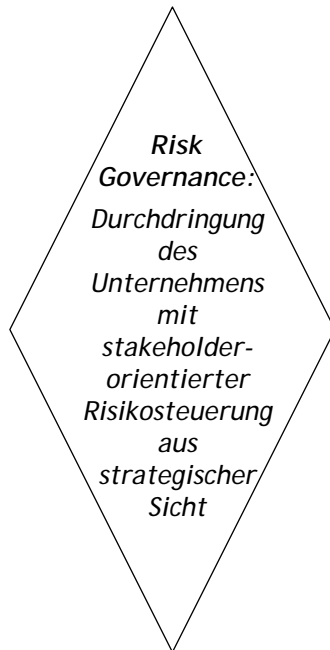 Risk
Governance:
Durchdringung
des
Unternehmens
mit
stakeholder-
orientierter
Risikosteuerung
aus
strategischer
Sicht